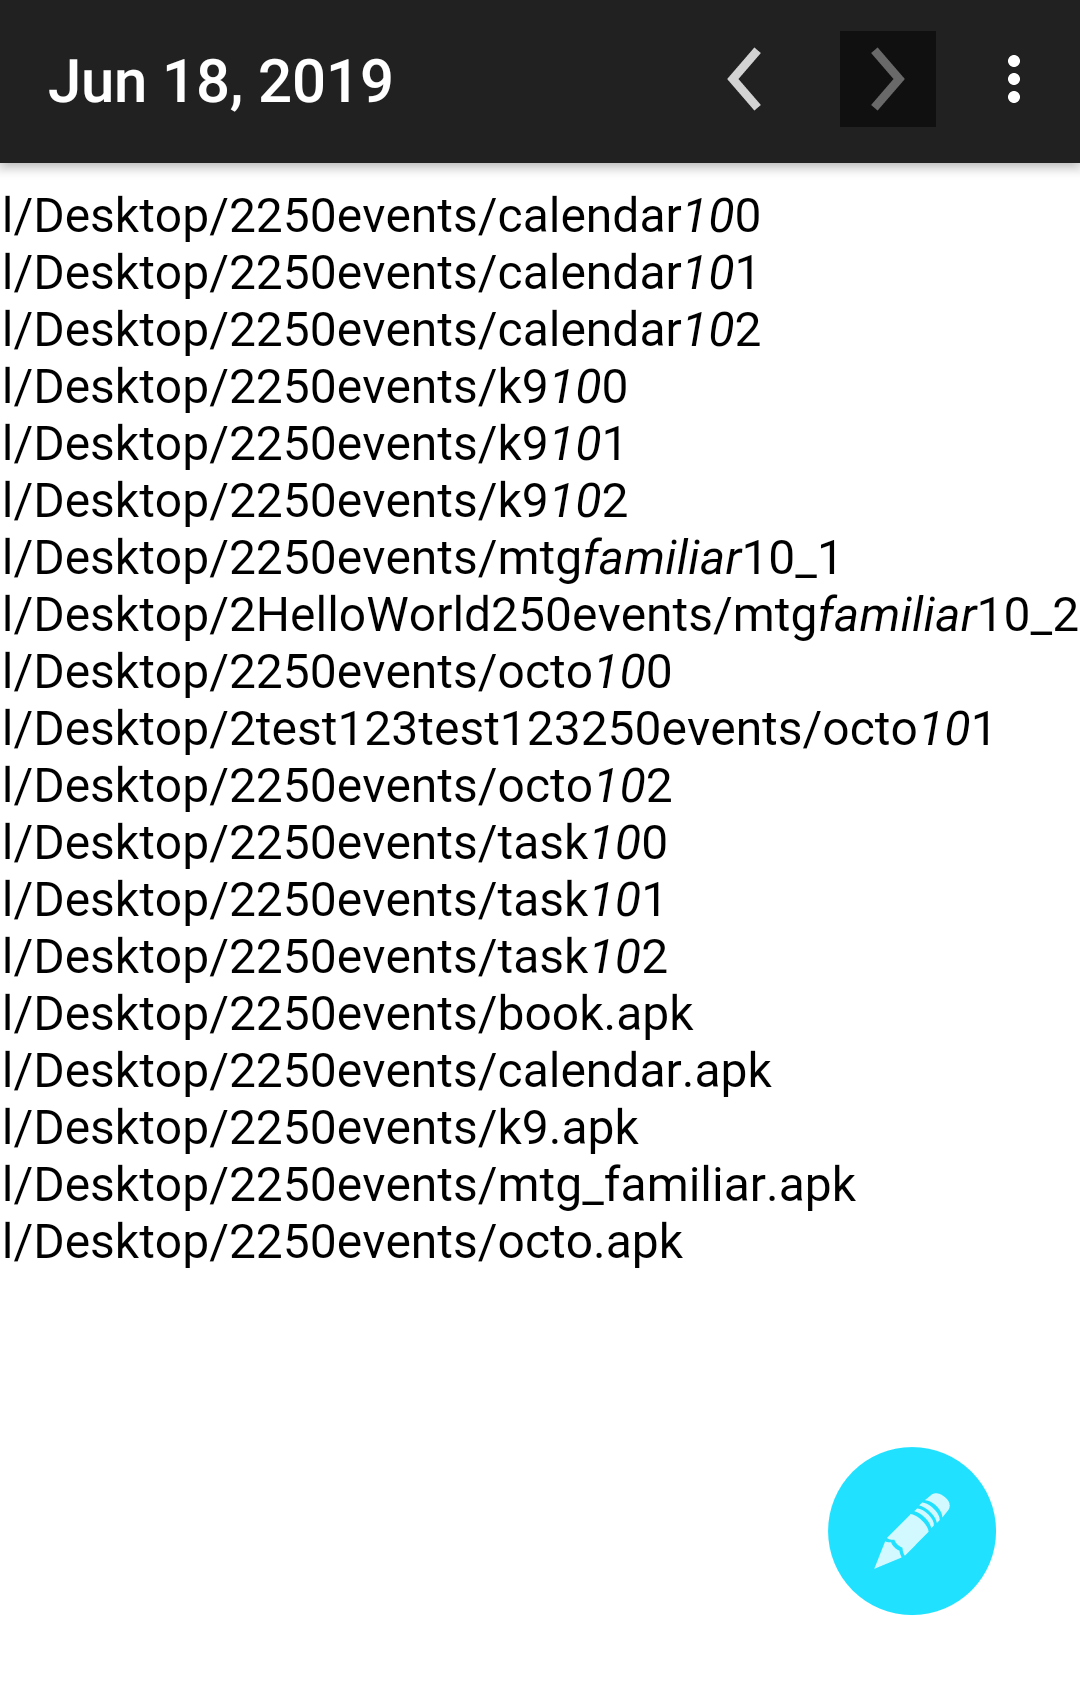 Jun 18, 2019
l/Desktop/2250events/calendar100
l/Desktop/2250events/calendar101
l/Desktop/2250events/calendar102
l/Desktop/2250events/k9100
l/Desktop/2250events/k9101
l/Desktop/2250events/k9102
l/Desktop/2250events/mtgfamiliar10_1
l/Desktop/2HelloWorld250events/mtgfamiliar10_2
l/Desktop/2250events/octo100
l/Desktop/2test123test123250events/octo101
l/Desktop/2250events/octo102
l/Desktop/2250events/task100
l/Desktop/2250events/task101
l/Desktop/2250events/task102
l/Desktop/2250events/book.apk
l/Desktop/2250events/calendar.apk
l/Desktop/2250events/k9.apk
l/Desktop/2250events/mtg_familiar.apk
l/Desktop/2250events/octo.apk